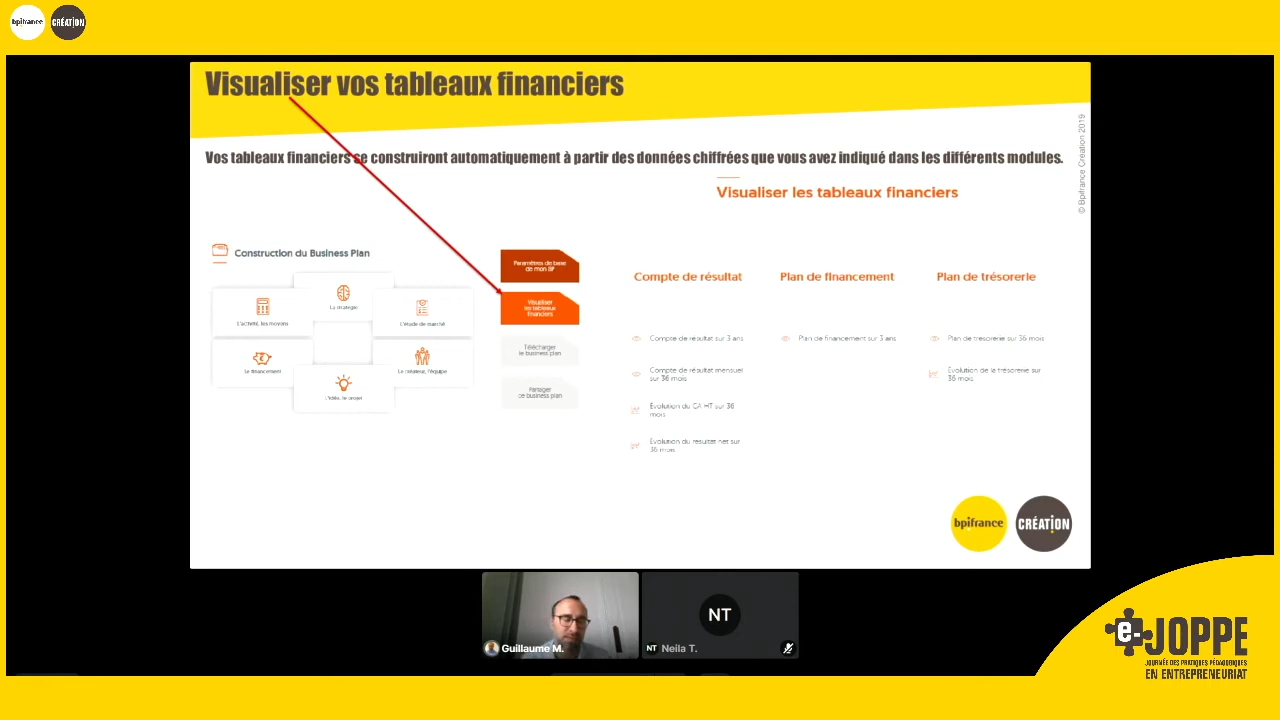 bpifrance
CRÉATION
Visualiser vos tableaux financiers
Vos tableaux financiers se construiront automatiquement à partir des données chiffrées que vous avez indiqué dans les différents modules.
© Bpifrance Création 2019
Visualiser les tableaux financiers
Construction du Business Plan
La stratégie
L'activité, les moyens
L'étude de marché
Le financement
Le créateur, l'équipe
L'idée, le projet
Paramètres de base
de mon BP
Visualiser
les tableaux
financiers
Télécharger
le business plan
Partager
ce business plan
Compte de résultat
Plan de financement
Plan de trésorerie
Compte de résultat sur 3 ans
Plan de financement sur 3 ans
Plan de trésorerie sur 36 mois
Compte de résultat mensuel
sur 36 mois
Évolution de la trésorerie sur
36 mois
Évolution du CA HT sur 36
mois
Évolution du résultat net sur
36 mois
bpifrance
CRÉATION
NT
Guillaume M.
NT Neila T.
e-JOPPE
JOURNÉE DES PRATIQUES PÉDAGOGIQUES
EN ENTREPRENEURIAT